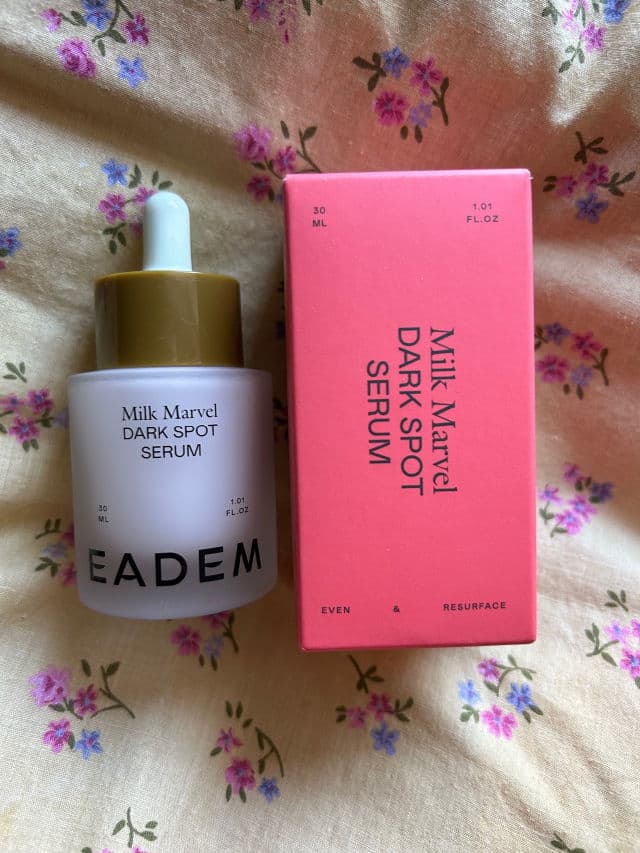 Milk Marvel
DARK SPOT
SERUM
30
ML
1.01
FL.OZ
EADEM
30
ML
1.01
FL.OZ
Milk Marvel
DARK SPOT
SERUM
EVEN & RESURFACE